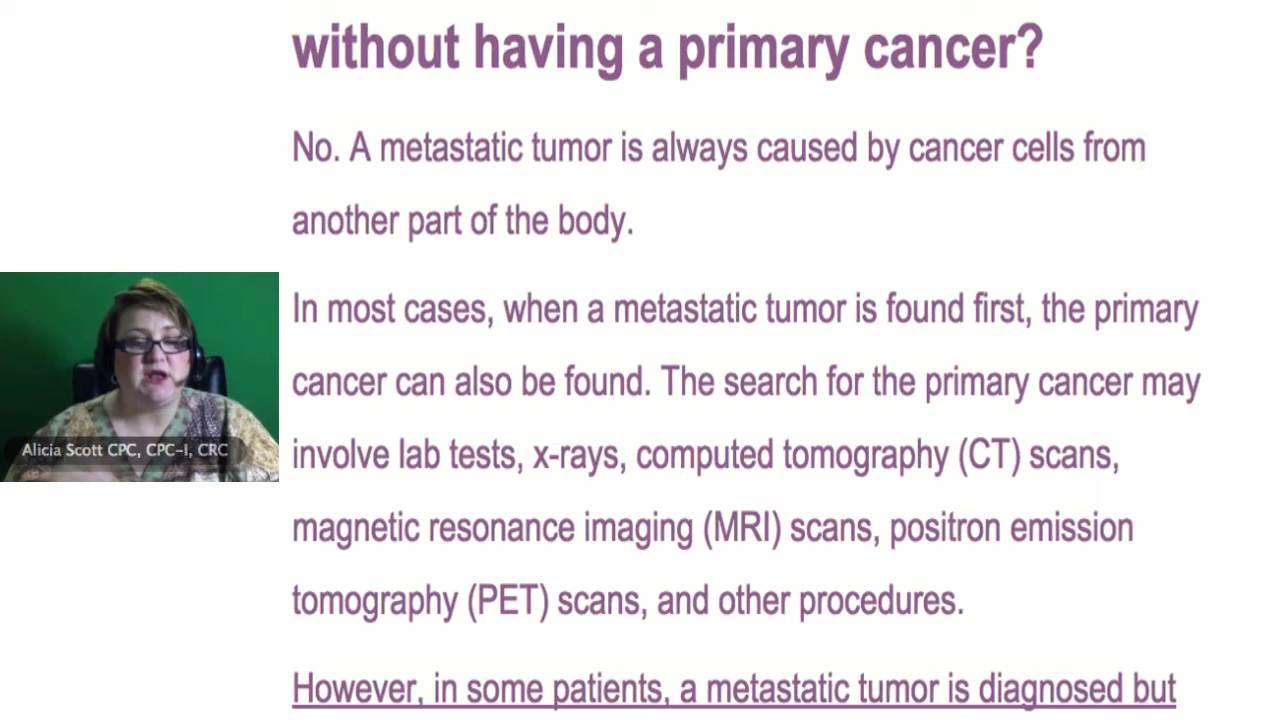 without having a primary cancer?
No. A metastatic tumor is always caused by cancer cells from
another part of the body.
In most cases, when a metastatic tumor is found first, the primary
cancer can also be found. The search for the primary cancer may
involve lab tests, x-rays, computed tomography (CT) scans,
magnetic resonance imaging (MRI) scans, positron emission
tomography (PET) scans, and other procedures.
However, in some patients, a metastatic tumor is diagnosed but
Alicia Scott CPC, CPC-I, CRC